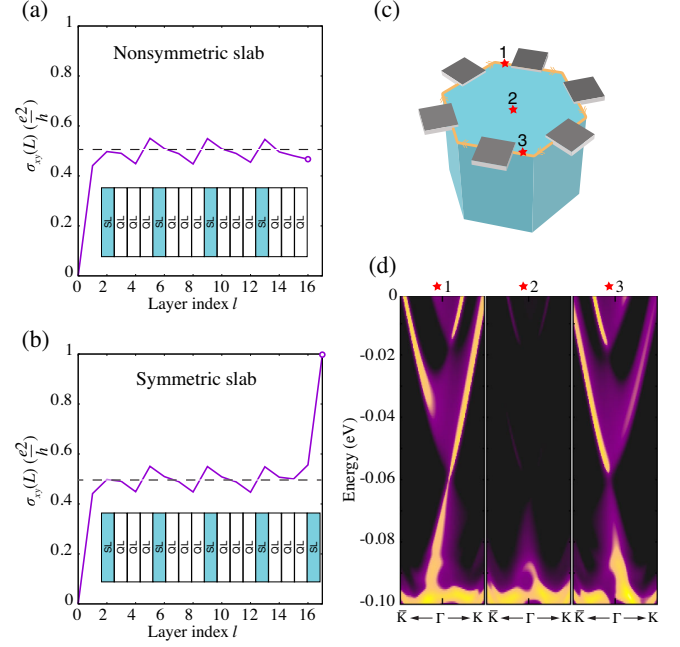 (a)
1
0.8
0.6
0.4
0.2
0
Nonsymmetric slab
σxy(L) (e2/h)
SL QL QL QL SL QL QL QL SL QL QL QL SL QL QL QL
0 2 4 6 8 10 12 14 16
Layer index l
(b)
1
0.8
0.6
0.4
0.2
0
Symmetric slab
σxy(L) (e2/h)
SL QL QL QL SL QL QL QL SL QL QL QL SL QL QL QL SL
0 2 4 6 8 10 12 14 16
Layer index l
(c)
1
2
3
(d)
★1 ★2 ★3
0
-0.02
-0.04
-0.06
-0.08
-0.10
Energy (eV)
K̅ ← Γ → K K̅ ← Γ → K K̅ ← Γ → K